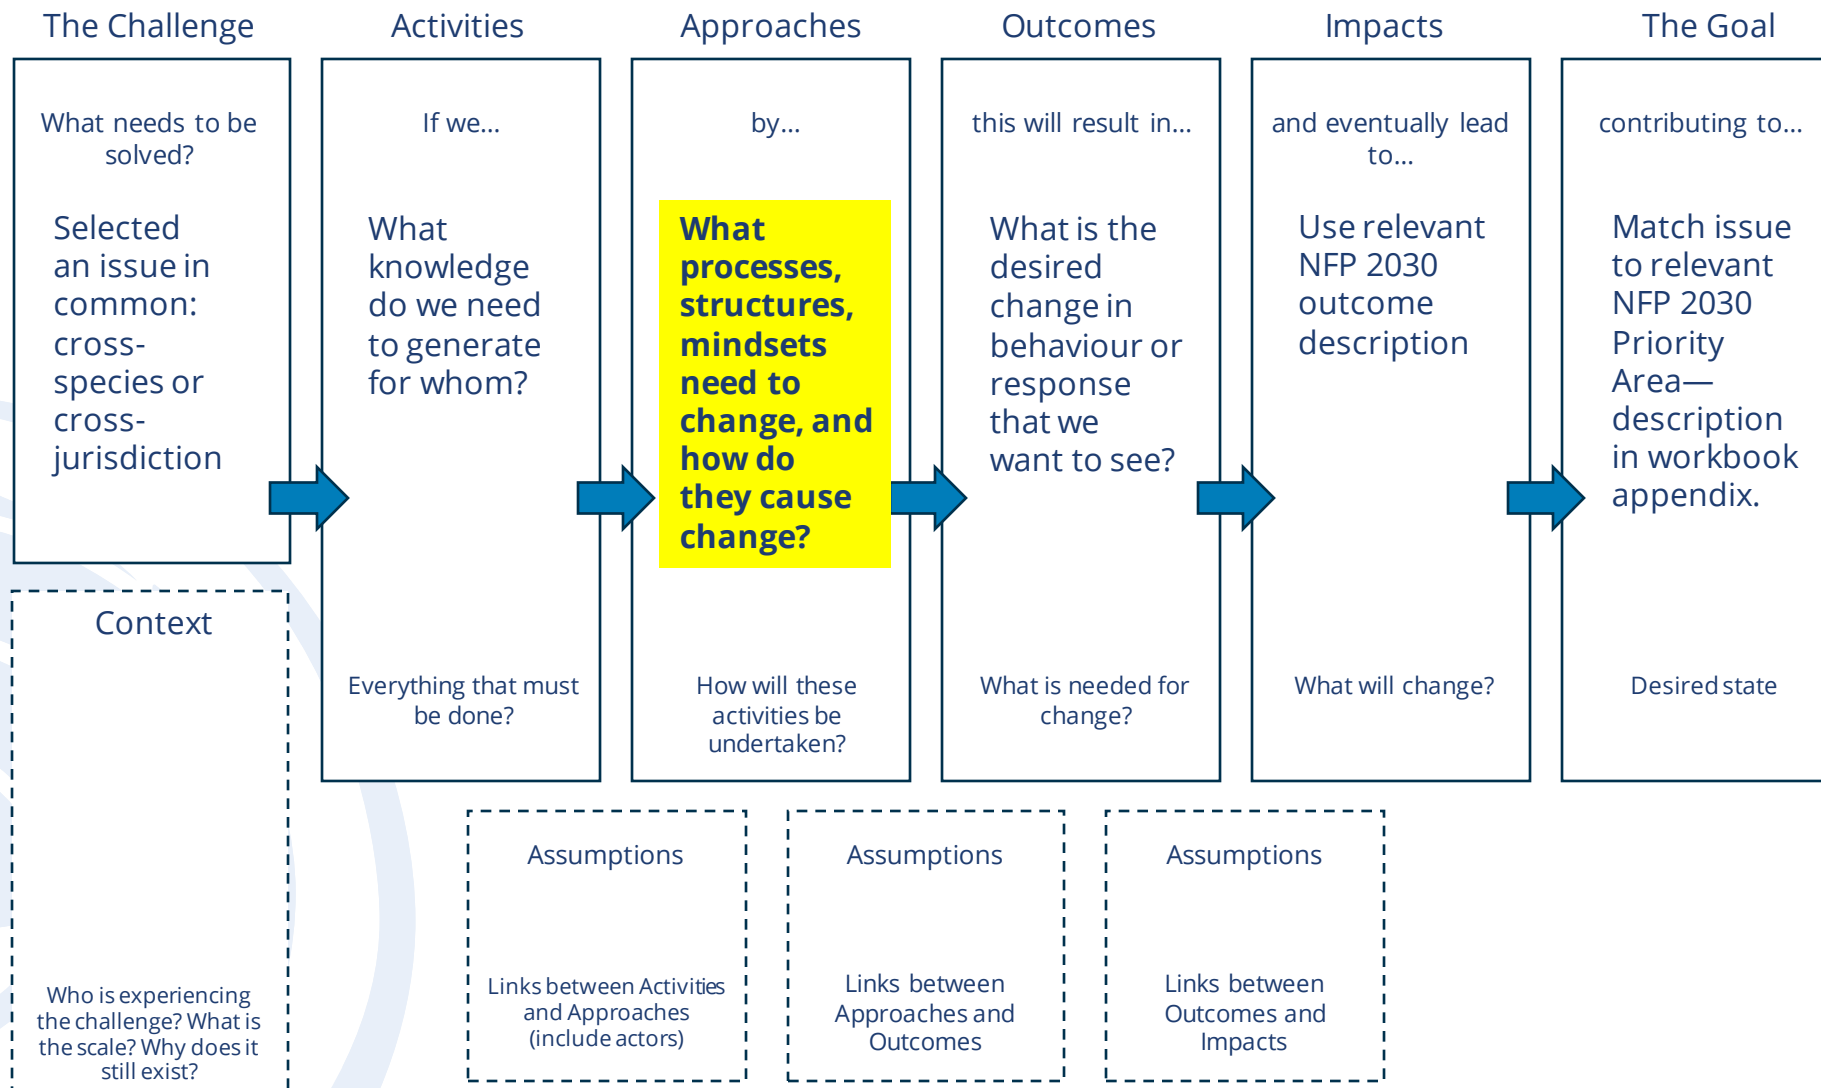 The Challenge
What needs to be
solved?
Selected
an issue in
common:
cross-
species or
cross-
jurisdiction
Context
Who is experiencing
the challenge? What is
the scale? Why does it
still exist?
Activities
If we...
What
knowledge
do we need
to generate
for whom?
Everything that must
be done?
Approaches
by...
What
processes,
structures,
mindsets
need to
change, and
how do
they cause
change?
How will these
activities be
undertaken?
Outcomes
this will result in...
What is the
desired
change in
behaviour or
response
that we
want to see?
What is needed for
change?
Impacts
and eventually lead
to...
Use relevant
NFP 2030
outcome
description
What will change?
The Goal
contributing to...
Match issue
to relevant
NFP 2030
Priority
Area—
description
in workbook
appendix.
Desired state
Assumptions
Links between Activities
and Approaches
(include actors)
Assumptions
Links between
Approaches and
Outcomes
Assumptions
Links between
Outcomes and
Impacts